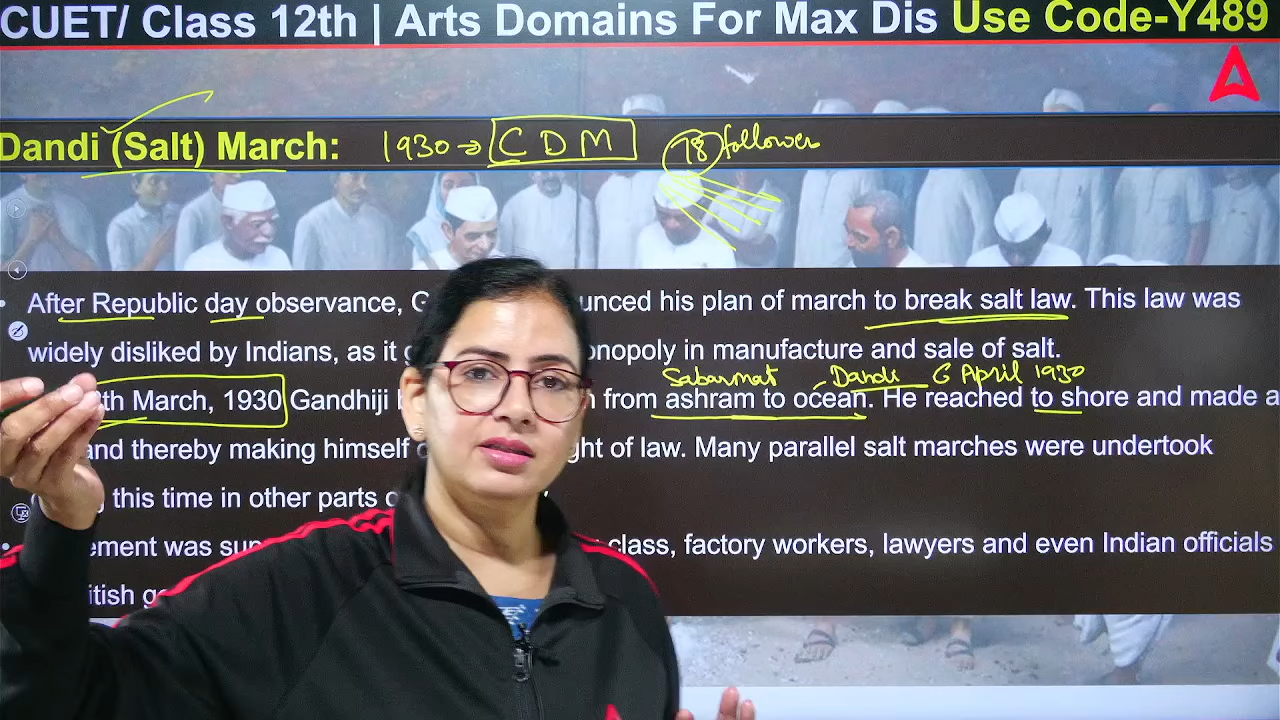 CUET/ Class 12th | Arts Domains For Max Dis Use Code-Y489
Dandi (Salt) March: 1930 → CDM 78 follower
• After Republic day observance, G unced his plan of march to break salt law. This law was
widely disliked by Indians, as it g onopoly in manufacture and sale of salt.
Sabarmat Dandi 6 April 1930
th March, 1930 Gandhiji from ashram to ocean. He reached to shore and made a
and thereby making himself ght of law. Many parallel salt marches were undertook
this time in other parts o
• ement was sup class, factory workers, lawyers and even Indian officials
itish g